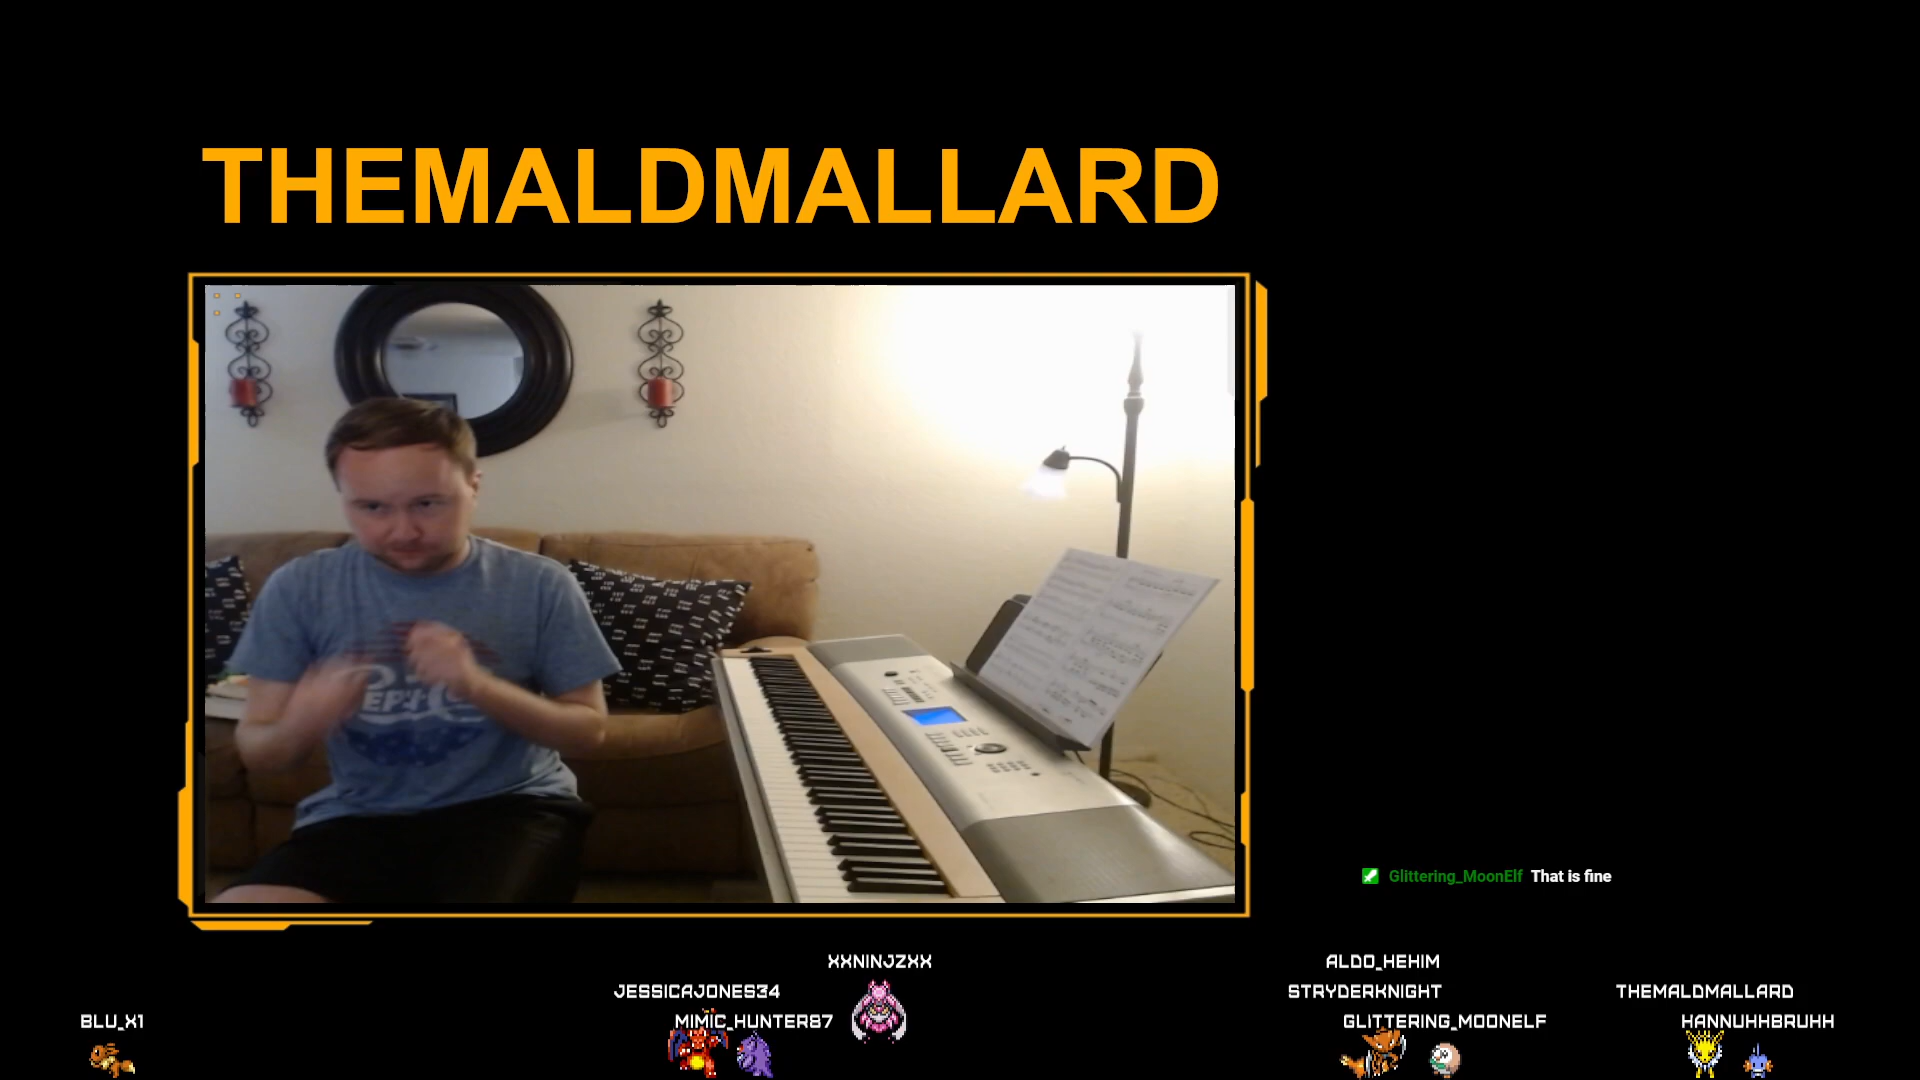 THEMALDMALLARD
Glittering_MoonElf That is fine
XXNINJZXX
ALDO_HEHIM
JESSICAJONES34
STRYDERKNIGHT
THEMALDMALLARD
BLU_X1
MIMIC_HUNTER87
GLITTERING_MOONELF
HANNUHHBRUHH